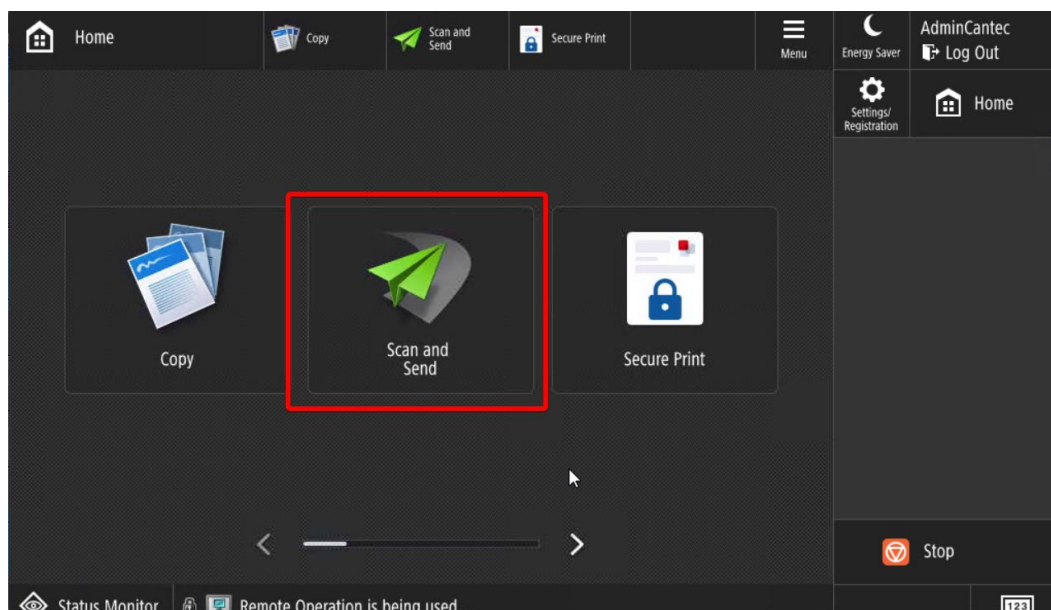 Home
Copy
Scan and
Send
Secure Print
Menu
Energy Saver
AdminCantec
Log Out
Settings/
Registration
Home
Copy
Scan and
Send
Secure Print
Stop
Status Monitor
Remote Operation is being used
123